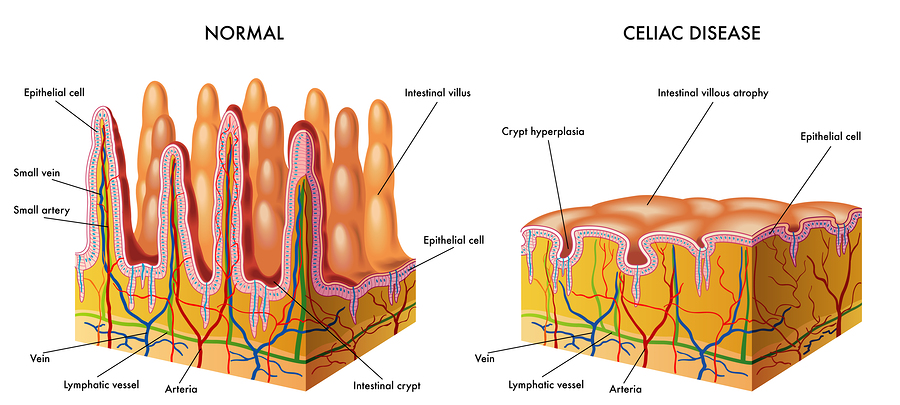 NORMAL
Epithelial cell
Small vein
Small artery
Intestinal villus
Epithelial cell
Vein
Lymphatic vessel
Arteria
Intestinal crypt
CELIAC DISEASE
Intestinal villous atrophy
Crypt hyperplasia
Epithelial cell
Vein
Lymphatic vessel
Arteria